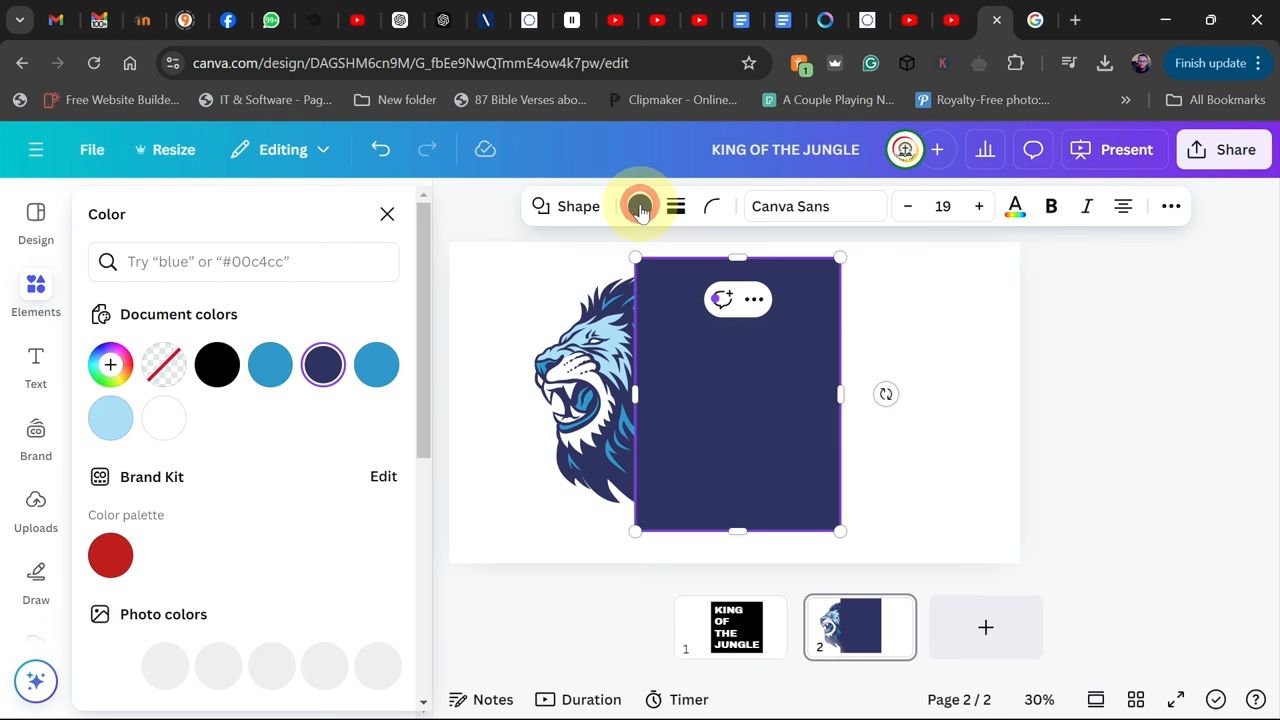 99+
100
canva.com/design/DAGSHM6cn9M/G_fbEe9NwQTmmE4ow4k7pw/edit
1
K
Finish update
Free Website Builde...
IT & Software - Pag...
New folder
87 Bible Verses abo...
Clipmaker - Online...
A Couple Playing N...
Royalty-Free photo:...
All Bookmarks
File
Resize
Editing
KING OF THE JUNGLE
Present
Share
Design
Elements
Text
Brand
Uploads
Draw
Color
Try “blue” or “#00c4cc”
Document colors
Brand Kit
Edit
Color palette
Photo colors
Shape
Canva Sans
19
A
B
I
KING
OF
THE
JUNGLE
1
2
Notes
Duration
Timer
Page 2 / 2
30%